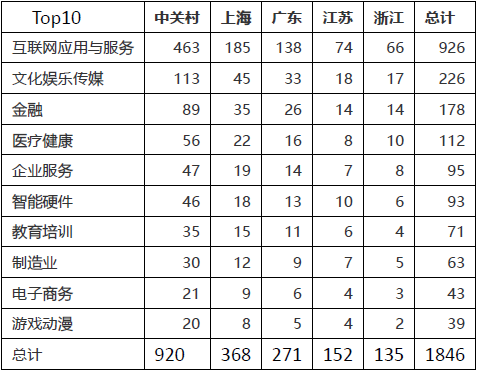 Top10 中关村 上海 广东 江苏 浙江 总计
互联网应用与服务 463 185 138 74 66 926
文化娱乐传媒 113 45 33 18 17 226
金融 89 35 26 14 14 178
医疗健康 56 22 16 8 10 112
企业服务 47 19 14 7 8 95
智能硬件 46 18 13 10 6 93
教育培训 35 15 11 6 4 71
制造业 30 12 9 7 5 63
电子商务 21 9 6 4 3 43
游戏动漫 20 8 5 4 2 39
总计 920 368 271 152 135 1846